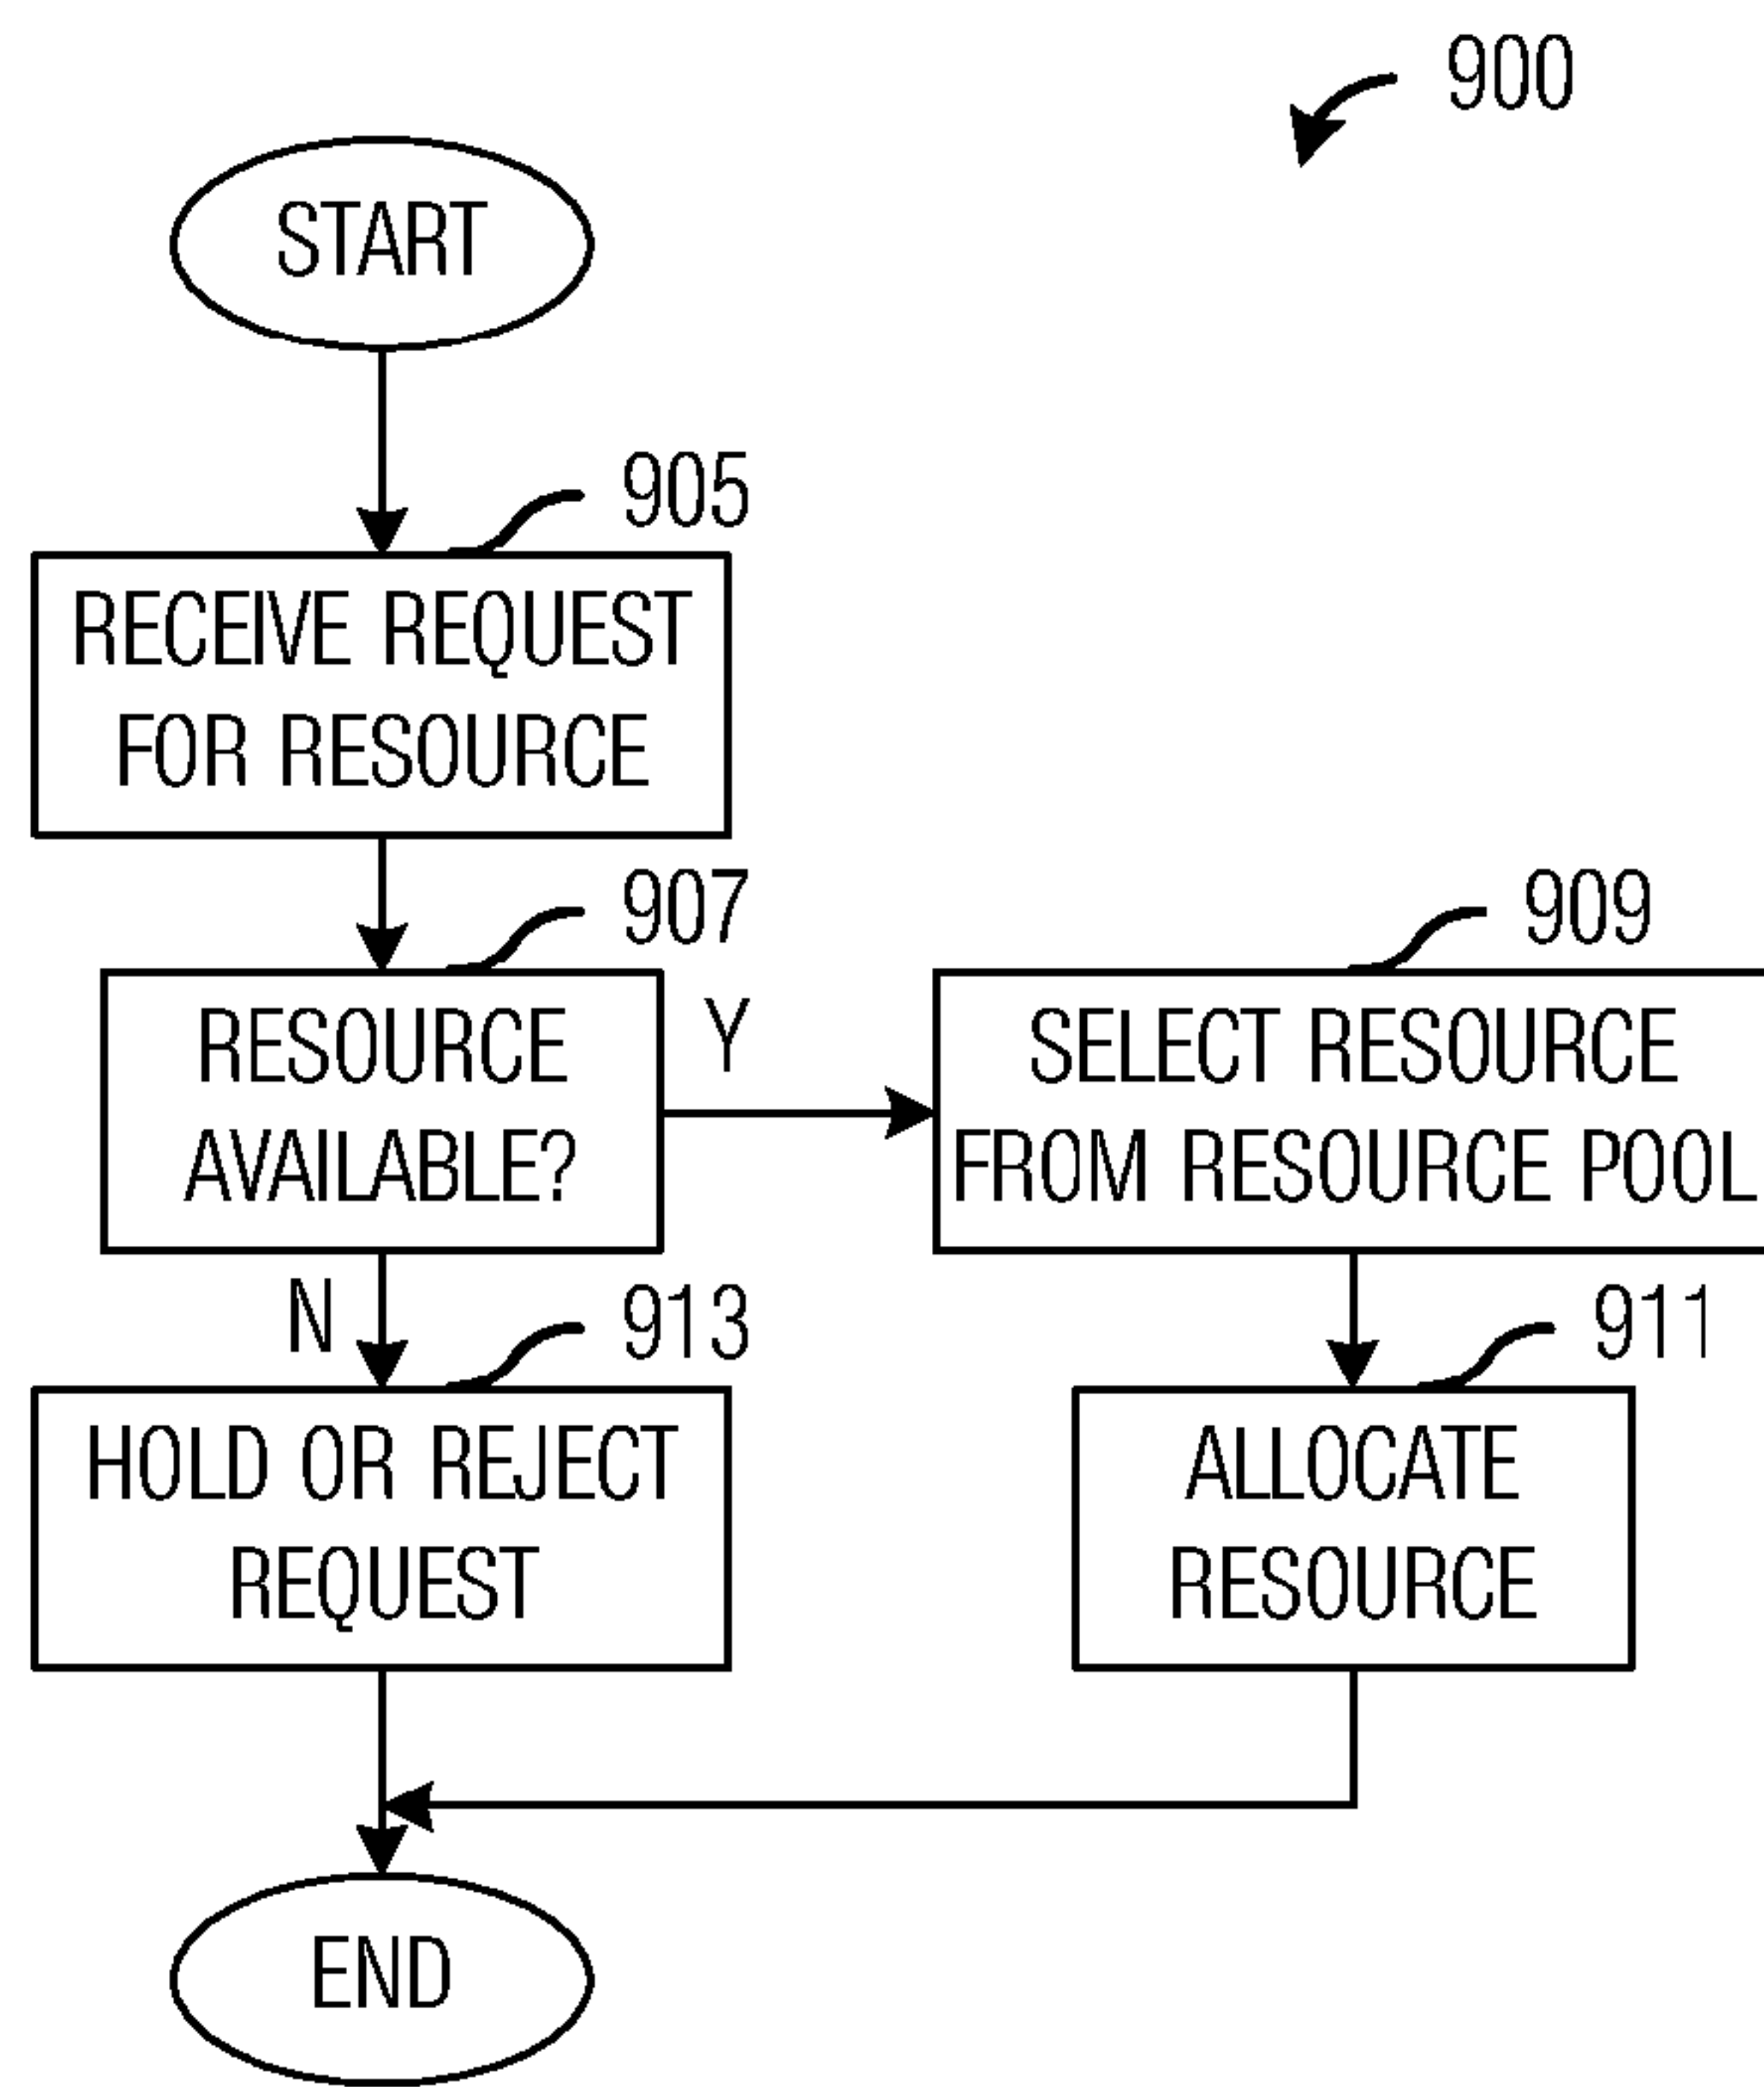 900
START
905
RECEIVE REQUEST
FOR RESOURCE
907
RESOURCE
AVAILABLE?
Y
909
SELECT RESOURCE
FROM RESOURCE POOL
N
913
HOLD OR REJECT
REQUEST
911
ALLOCATE
RESOURCE
END